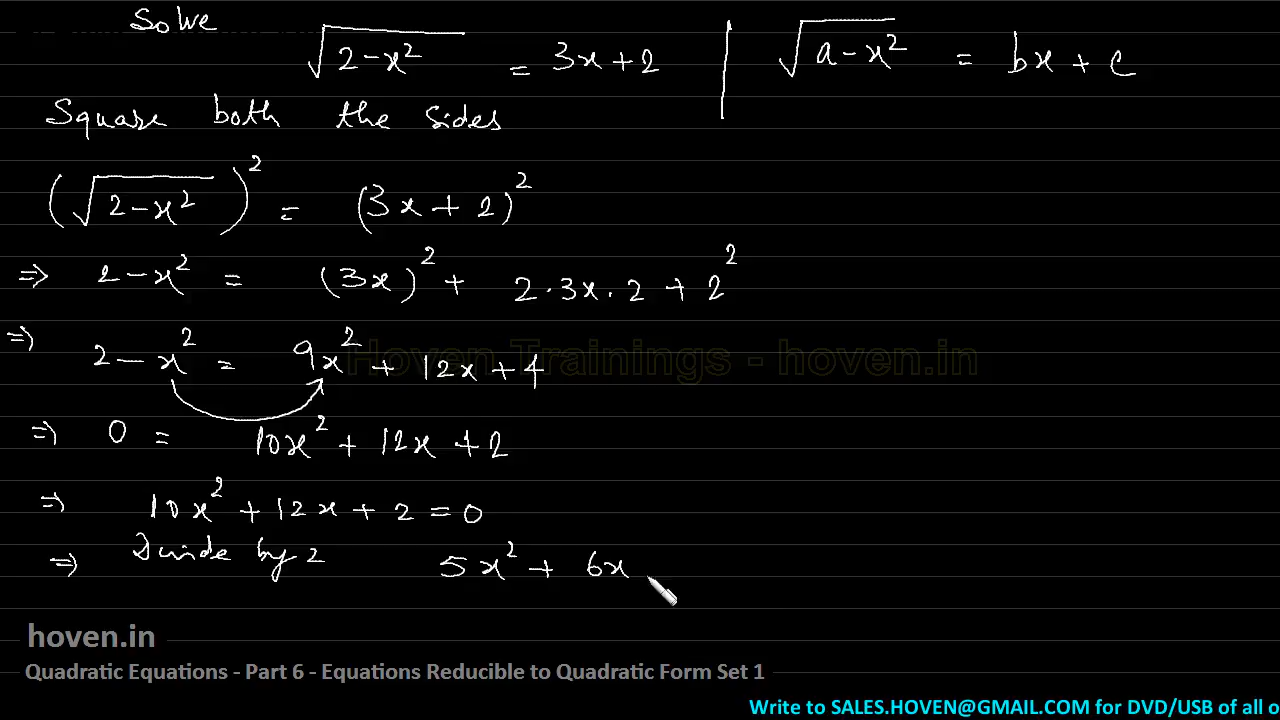 Solve
√(2-x²) = 3x+2 | √(a-x²) = bx + c
Square both the sides
(√(2-x²))² = (3x + 2)²
⇒ 2-x² = (3x)² + 2·3x·2 + 2²
⇒ 2-x² = 9x² + 12x + 4
Hoven Trainings - hoven.in
⇒ 0 = 10x² + 12x + 2
⇒ 10x² + 12x + 2 = 0
⇒ Divide by 2 5x² + 6x
hoven.in
Quadratic Equations - Part 6 - Equations Reducible to Quadratic Form Set 1
Write to SALES.HOVEN@GMAIL.COM for DVD/USB of all o